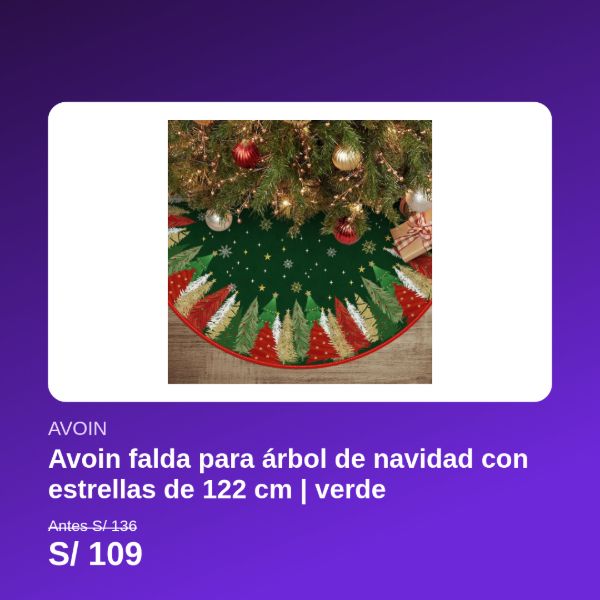 AVOIN
Avoin falda para árbol de navidad con
estrellas de 122 cm | verde
Antes S/ 136
S/ 109